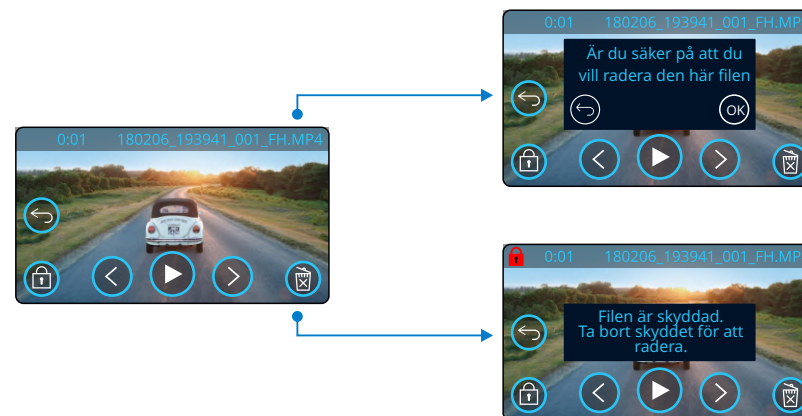 0:01 180206_193941_001_FH.MP4
0:01 180206_193941_001_FH.MP
Är du säker på att du
vill radera den här filen
OK
0:01 180206_193941_001_FH.MP
Filen är skyddad.
Ta bort skyddet för att
radera.